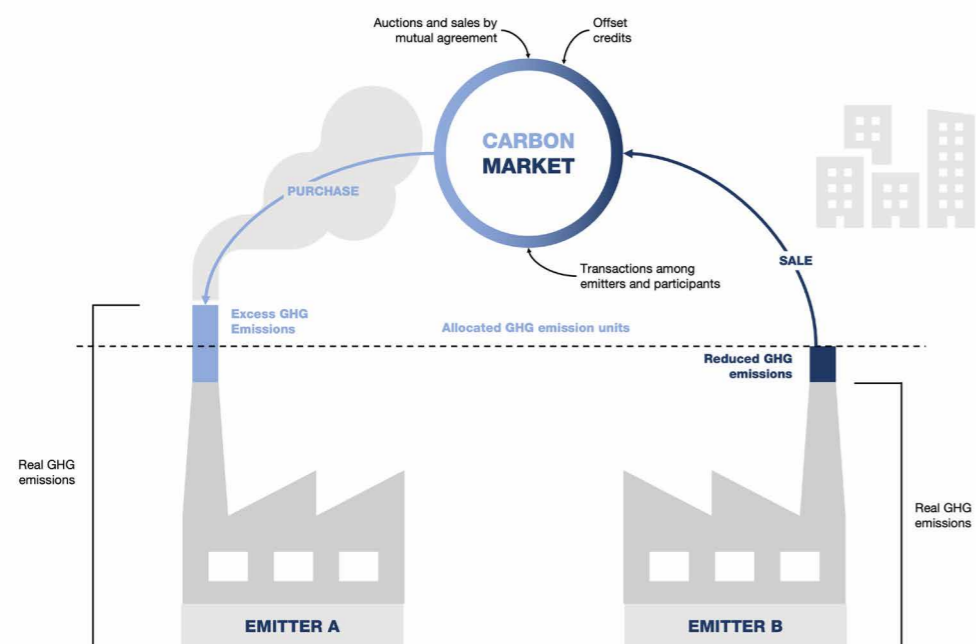 Auctions and sales by
mutual agreement
Offset
credits
CARBON
MARKET
PURCHASE
SALE
Transactions among
emitters and participants
Excess GHG
Emissions
Allocated GHG emission units
Reduced GHG
emissions
Real GHG
emissions
Real GHG
emissions
EMITTER A
EMITTER B